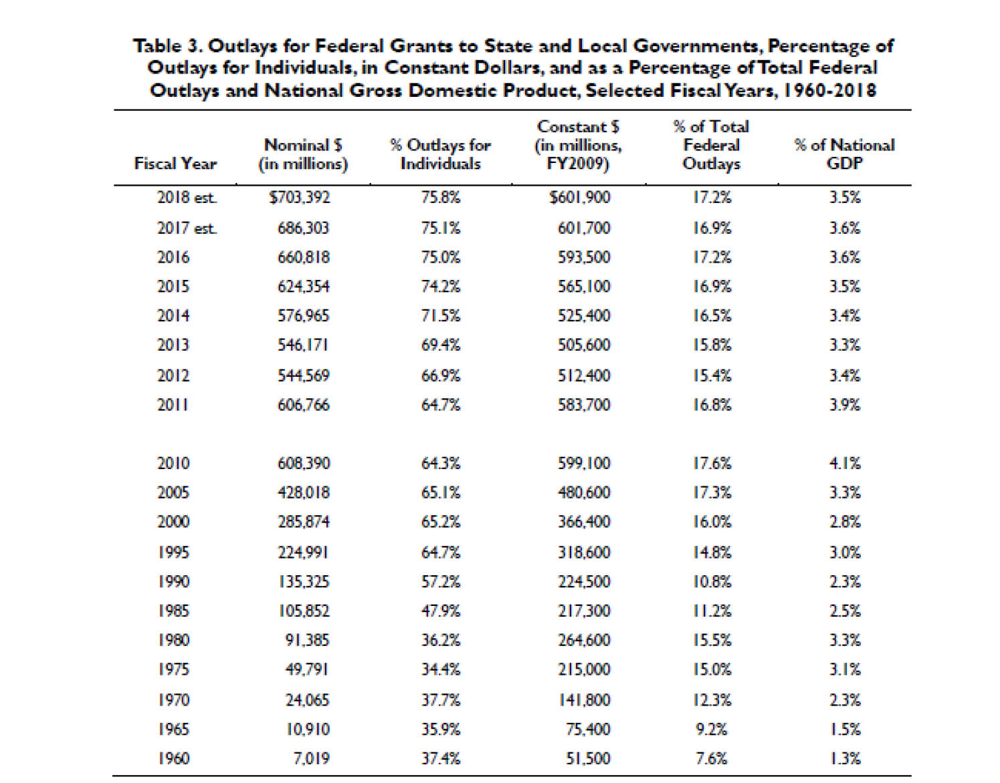 Table 3. Outlays for Federal Grants to State and Local Governments, Percentage of
Outlays for Individuals, in Constant Dollars, and as a Percentage of Total Federal
Outlays and National Gross Domestic Product, Selected Fiscal Years, 1960-2018
Fiscal Year Nominal $ (in millions) % Outlays for Individuals Constant $ (in millions, FY2009) % of Total Federal Outlays % of National GDP
2018 est. $703,392 75.8% $601,900 17.2% 3.5%
2017 est. 686,303 75.1% 601,700 16.9% 3.6%
2016 660,818 75.0% 593,500 17.2% 3.6%
2015 624,354 74.2% 565,100 16.9% 3.5%
2014 576,965 71.5% 525,400 16.5% 3.4%
2013 546,171 69.4% 505,600 15.8% 3.3%
2012 544,569 66.9% 512,400 15.4% 3.4%
2011 606,766 64.7% 583,700 16.8% 3.9%
2010 608,390 64.3% 599,100 17.6% 4.1%
2005 428,018 65.1% 480,600 17.3% 3.3%
2000 285,874 65.2% 366,400 16.0% 2.8%
1995 224,991 64.7% 318,600 14.8% 3.0%
1990 135,325 57.2% 224,500 10.8% 2.3%
1985 105,852 47.9% 217,300 11.2% 2.5%
1980 91,385 36.2% 264,600 15.5% 3.3%
1975 49,791 34.4% 215,000 15.0% 3.1%
1970 24,065 37.7% 141,800 12.3% 2.3%
1965 10,910 35.9% 75,400 9.2% 1.5%
1960 7,019 37.4% 51,500 7.6% 1.3%